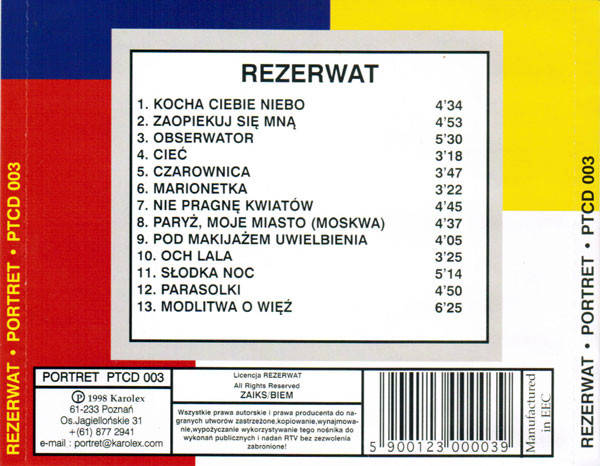 REZERWAT
1. KOCHA CIEBIE NIEBO 4'34
2. ZAOPIEKUJ SIĘ MNĄ 4'53
3. OBSERWATOR 5'30
4. CIEĆ 3'18
5. CZAROWNICA 3'47
6. MARIONETKA 3'22
7. NIE PRAGNĘ KWIATÓW 4'45
8. PARYŻ, MOJE MIASTO (MOSKWA) 4'37
9. POD MAKIJAŻEM UWIELBIENIA 4'05
10. OCH LALA 3'25
11. SŁODKA NOC 5'14
12. PARASOLKI 4'50
13. MODLITWA O WIĘŹ 6'25
REZERWAT • PORTRET • PTCD 003
REZERWAT • PORTRET • PTCD 003
PORTRET PTCD 003
Ⓟ 1998 Karolex
61-233 Poznań
Os.Jagiellońskie 31
+(61) 877 2941
e-mail : portret@karolex.com
Licencja REZERWAT
All Rights Reserved
ZAIKS/BIEM
Wszystkie prawa autorskie i prawa producenta do na-
granych utworów zastrzeżone,kopiowanie,wynajmowa-
nie,wypożyczanie wykorzystywanie tego nośnika do
wykonań publicznych i nadan RTV bez zezwolenia
zabronione!
5 900123 000039
Manufactured
in EEC